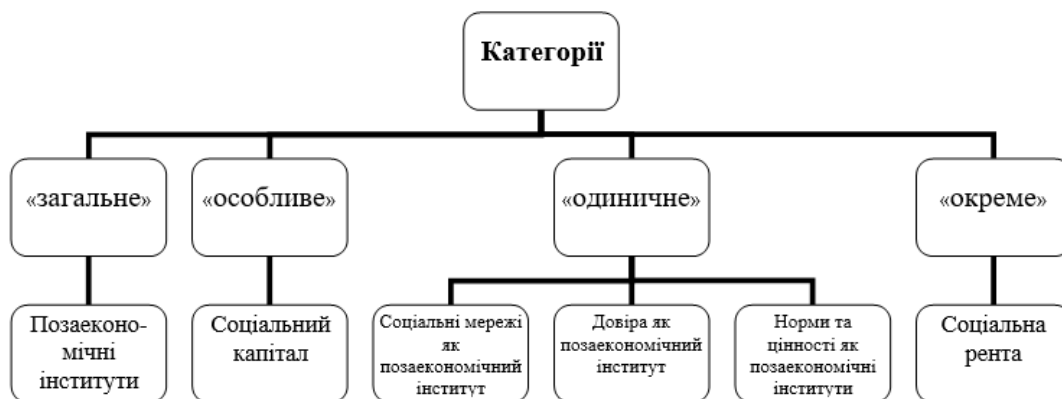 Категорії
«загальне»
«особливе»
«одиничне»
«окреме»
Позаеконо-
мічні
інститути
Соціальний
капітал
Соціальні мережі
як
позаекономічний
інститут
Довіра як
позаекономічний
інститут
Норми та
цінності як
позаекономічні
інститути
Соціальна
рента